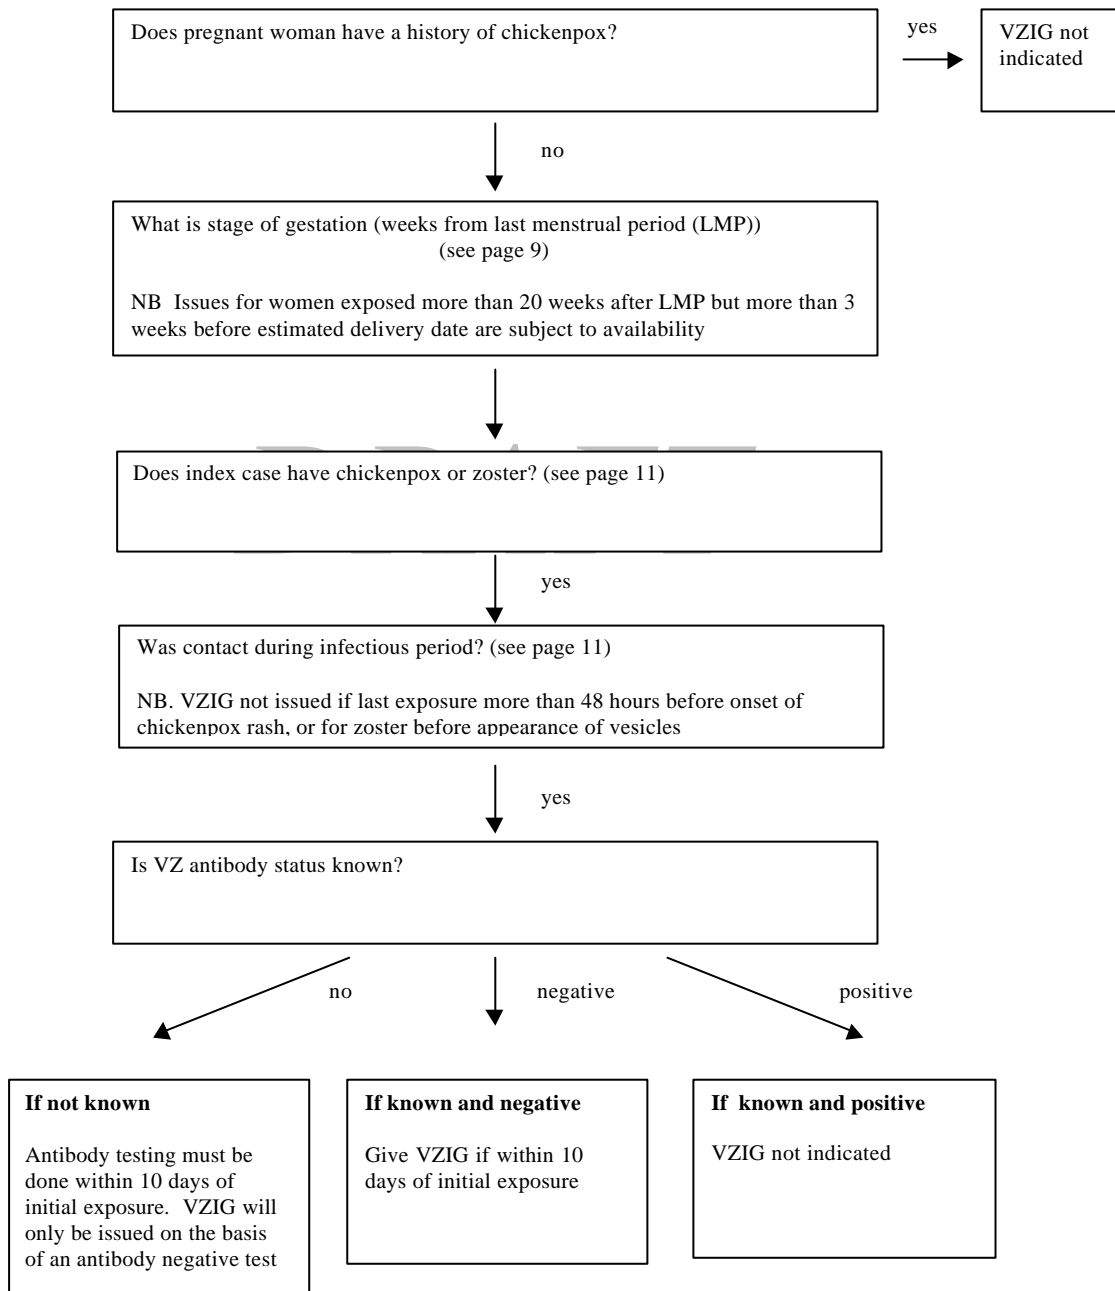 Does pregnant woman have a history of chickenpox?
yes
VZIG not
indicated
no
What is stage of gestation (weeks from last menstrual period (LMP))
(see page 9)
NB Issues for women exposed more than 20 weeks after LMP but more than 3
weeks before estimated delivery date are subject to availability
DRAFT
Does index case have chickenpox or zoster? (see page 11)
yes
Was contact during infectious period? (see page 11)
NB. VZIG not issued if last exposure more than 48 hours before onset of
chickenpox rash, or for zoster before appearance of vesicles
yes
Is VZ antibody status known?
no
negative
positive
If not known
Antibody testing must be
done within 10 days of
initial exposure. VZIG will
only be issued on the basis
of an antibody negative test
If known and negative
Give VZIG if within 10
days of initial exposure
If known and positive
VZIG not indicated